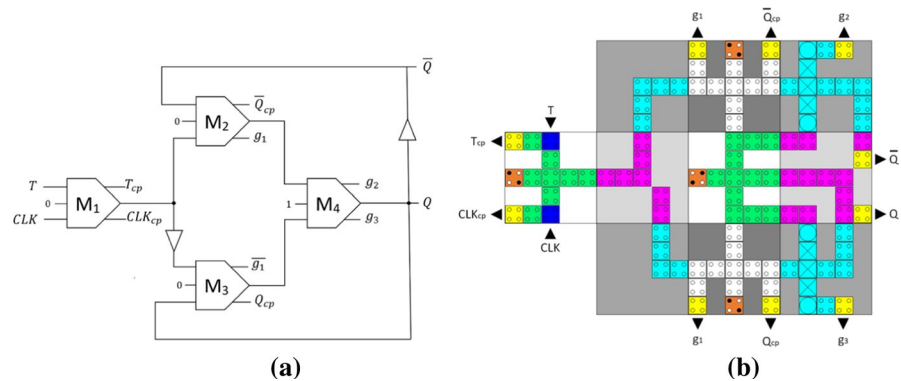 Q̅
Q̅cp
M₂
0
g₁
T
Tcp
M₁
0
CLK
CLKcp
g₂
1
M₄
Q
g₃
g̅₁
M₃
0
Qcp
(a)
g₁
Q̅cp
g₂
T
Tcp
Q̅
CLKcp
Q
CLK
g₁
Qcp
g₃
(b)